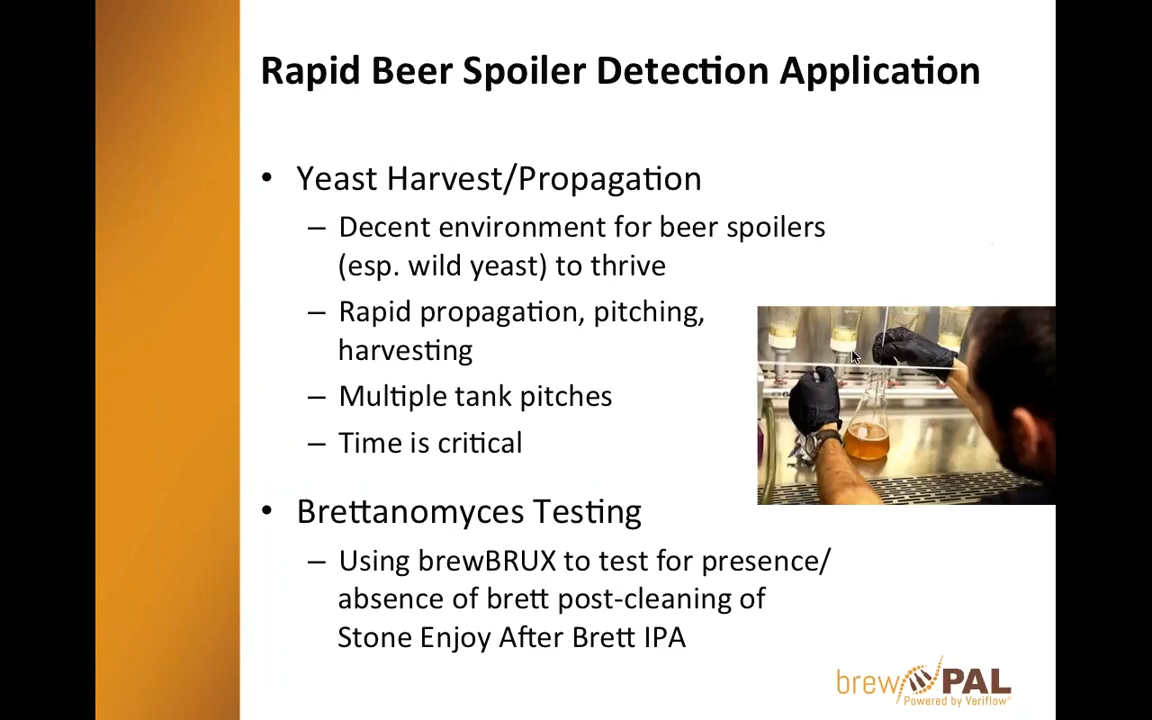 Rapid Beer Spoiler Detection Application
• Yeast Harvest/Propagation
– Decent environment for beer spoilers
(esp. wild yeast) to thrive
– Rapid propagation, pitching,
harvesting
– Multiple tank pitches
– Time is critical
• Brettanomyces Testing
– Using brewBRUX to test for presence/
absence of brett post-cleaning of
Stone Enjoy After Brett IPA
brewPAL
Powered by Veriflow®